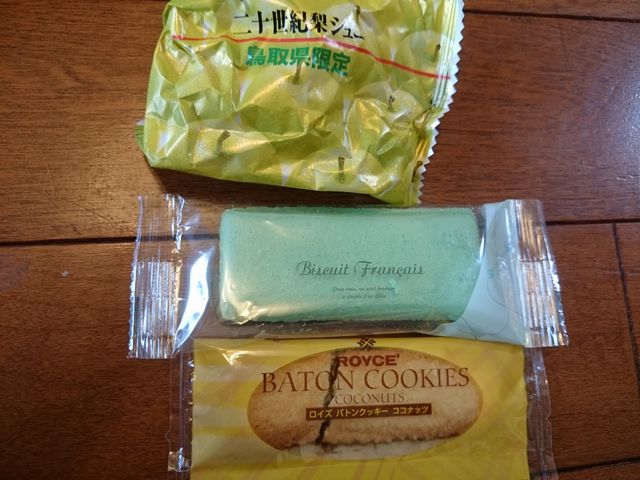 二十世紀梨シュー
鳥取県限定
Biscuit Français
ROYCE'
BATON COOKIES
COCONUTS
ロイズ バトンクッキー ココナッツ